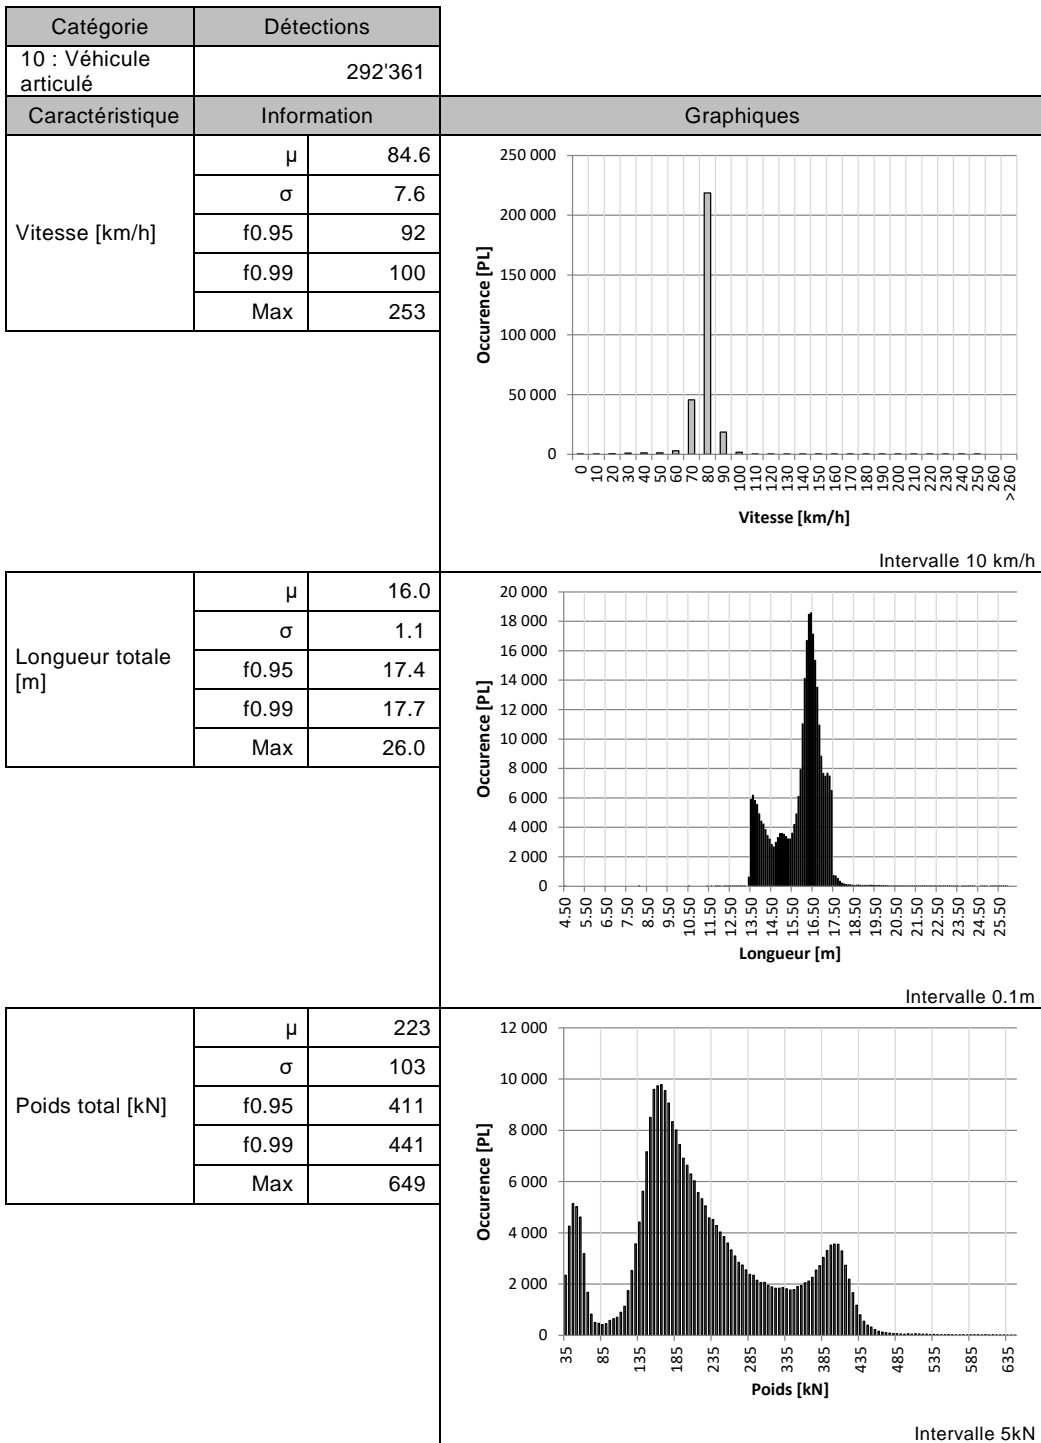 Catégorie Détections
10 : Véhicule articulé 292'361
Caractéristique Information Graphiques
Vitesse [km/h]
µ 84.6
σ 7.6
f0.95 92
f0.99 100
Max 253
250 000
200 000
150 000
100 000
50 000
0
Occurence [PL]
0 10 20 30 40 50 60 70 80 90 100 110 120 130 140 150 160 170 180 190 200 210 220 230 240 250 260 >260
Vitesse [km/h]
Intervalle 10 km/h
Longueur totale [m]
µ 16.0
σ 1.1
f0.95 17.4
f0.99 17.7
Max 26.0
20 000
18 000
16 000
14 000
12 000
10 000
8 000
6 000
4 000
2 000
0
Occurence [PL]
4.50 5.50 6.50 7.50 8.50 9.50 10.50 11.50 12.50 13.50 14.50 15.50 16.50 17.50 18.50 19.50 20.50 21.50 22.50 23.50 24.50 25.50
Longueur [m]
Intervalle 0.1m
Poids total [kN]
µ 223
σ 103
f0.95 411
f0.99 441
Max 649
12 000
10 000
8 000
6 000
4 000
2 000
0
Occurence [PL]
35 85 135 185 235 285 335 385 435 485 535 585 635
Poids [kN]
Intervalle 5kN